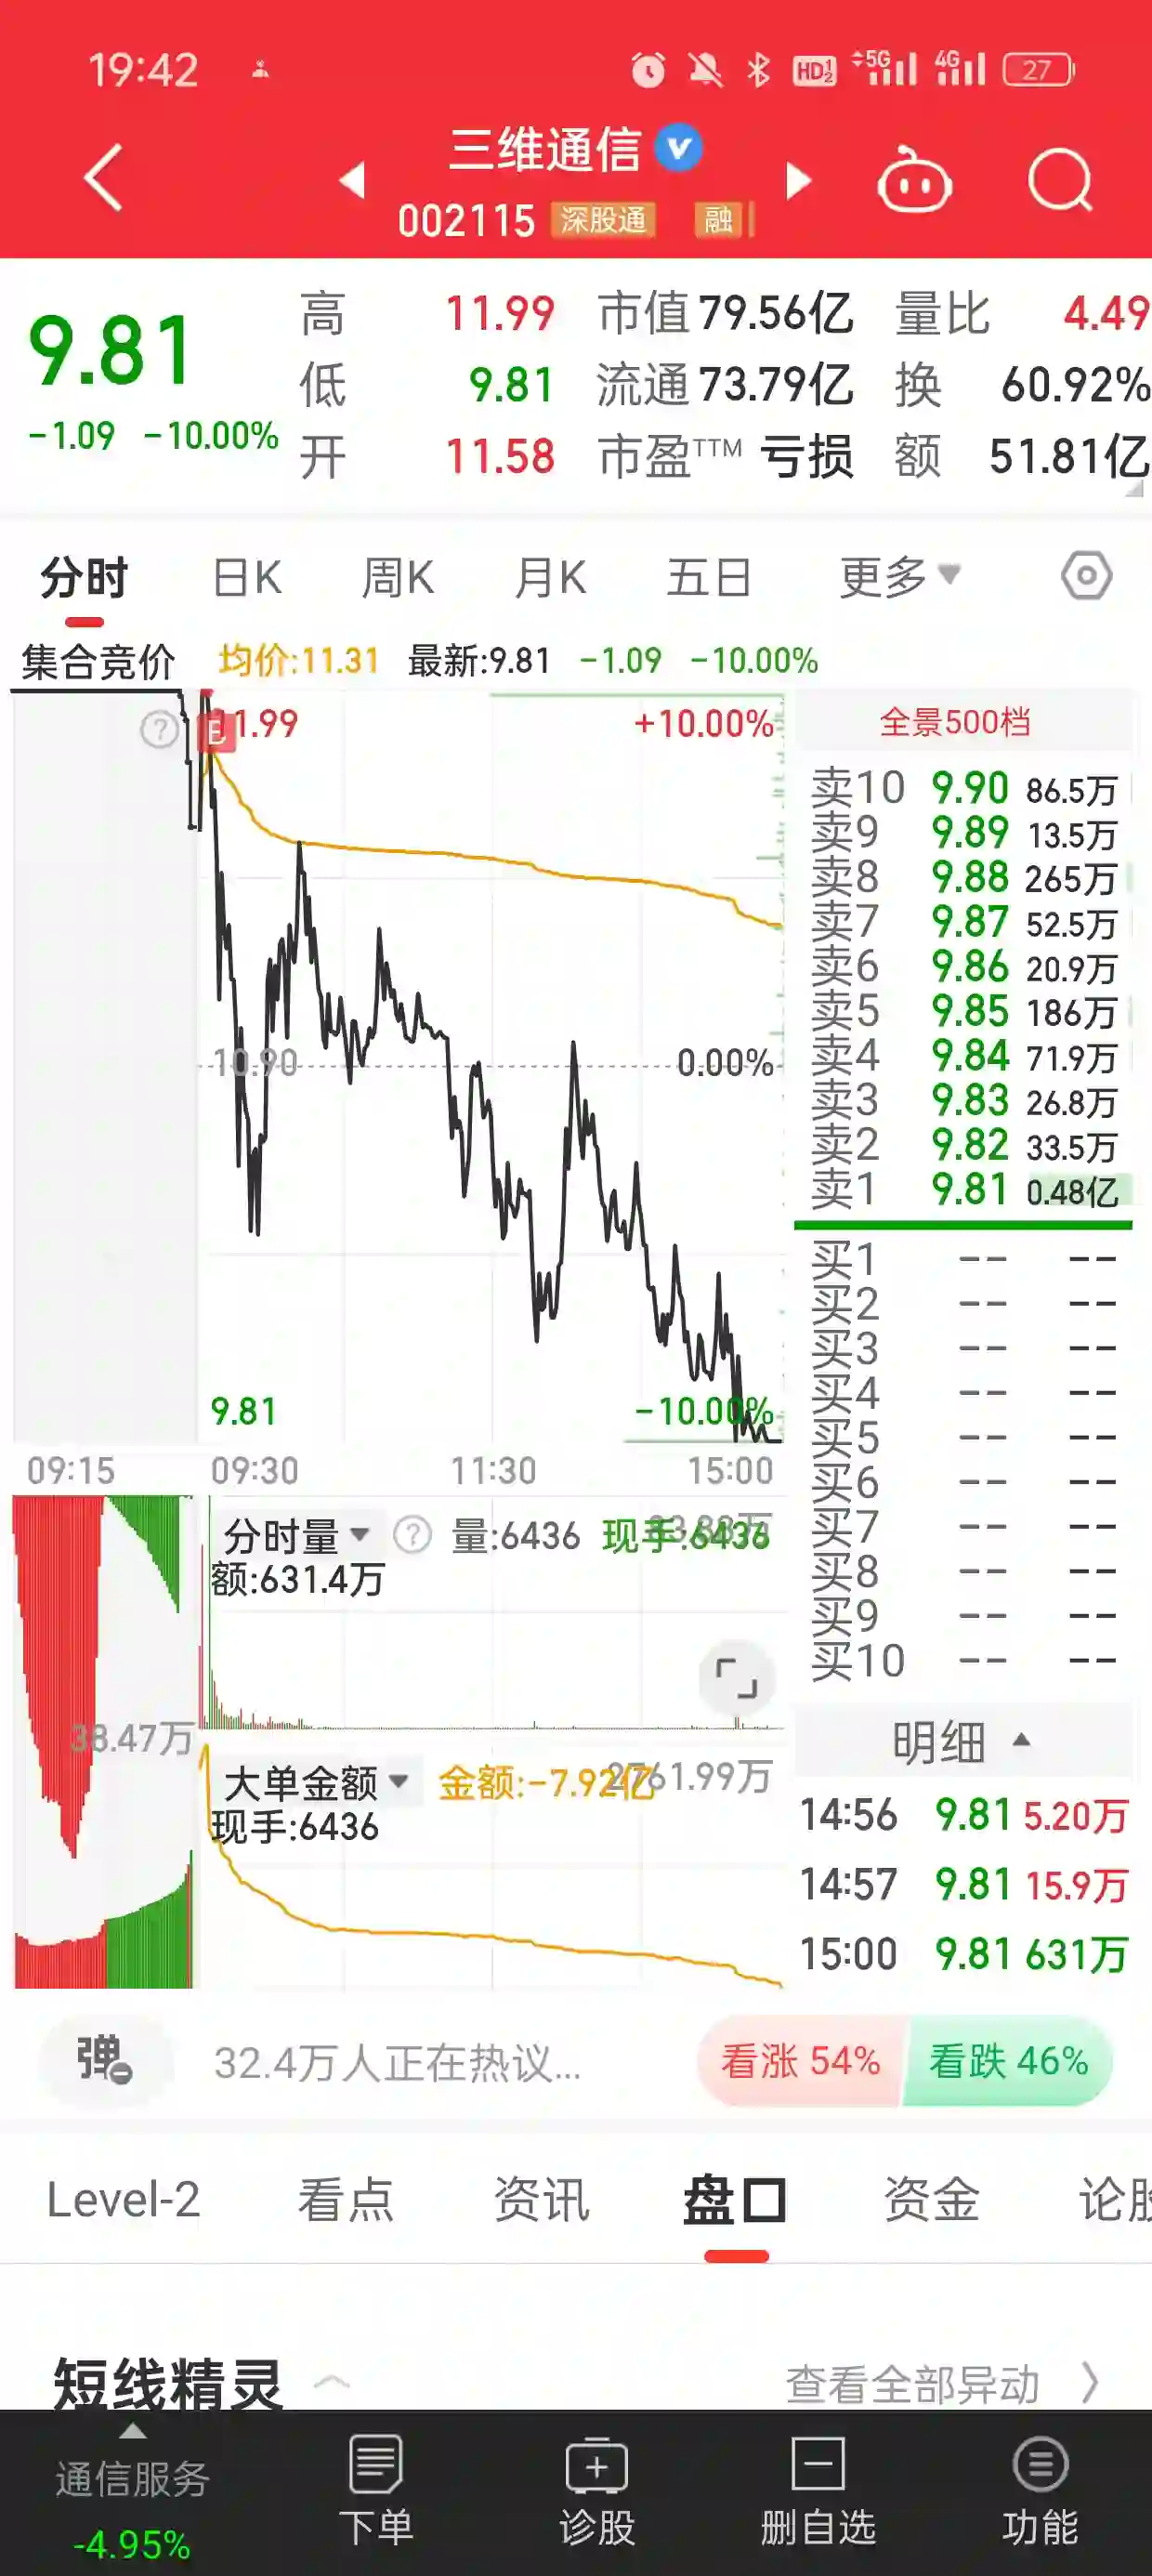 19:42 HD 1 2 5G 4G 27
三维通信
002115 深股通 融
9.81
-1.09 -10.00%
高 11.99 市值 79.56亿 量比 4.49
低 9.81 流通 73.79亿 换 60.92%
开 11.58 市盈TTM 亏损 额 51.81亿
分时 日K 周K 月K 五日 更多
集合竞价 均价:11.31 最新:9.81 -1.09 -10.00%
? E 11.99 +10.00%
10.90 0.00%
9.81 -10.00%
09:15 09:30 11:30 15:00
全景500档
卖10 9.90 86.5万
卖9 9.89 13.5万
卖8 9.88 265万
卖7 9.87 52.5万
卖6 9.86 20.9万
卖5 9.85 186万
卖4 9.84 71.9万
卖3 9.83 26.8万
卖2 9.82 33.5万
卖1 9.81 0.48亿
买1 -- --
买2 -- --
买3 -- --
买4 -- --
买5 -- --
买6 -- --
买7 -- --
买8 -- --
买9 -- --
买10 -- --
分时量 ? 量:6436 现手:6436
额:631.4万
38.47万
大单金额 金额:-7.92亿
现手:6436
明细
14:56 9.81 5.20万
14:57 9.81 15.9万
15:00 9.81 631万
弹 32.4万人正在热议... 看涨 54% 看跌 46%
Level-2 看点 资讯 盘口 资金 论股
短线精灵 查看全部异动
通信服务
-4.95%
下单 诊股 删自选 功能